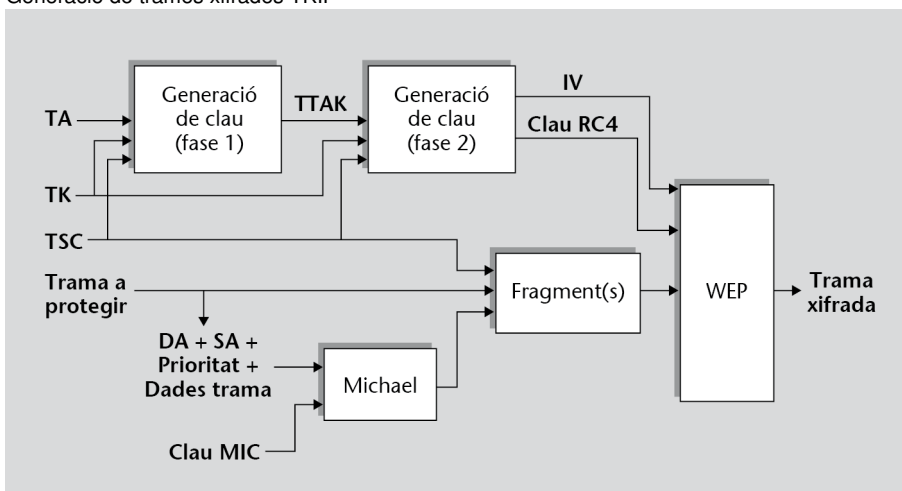 Generació de trames xifrades TKIP
Generació
de clau
(fase 1)
TTAK
Generació
de clau
(fase 2)
IV
Clau RC4
TA
TK
TSC
Trama a
protegir
Fragment(s)
WEP
Trama
xifrada
DA + SA +
Prioritat +
Dades trama
Michael
Clau MIC